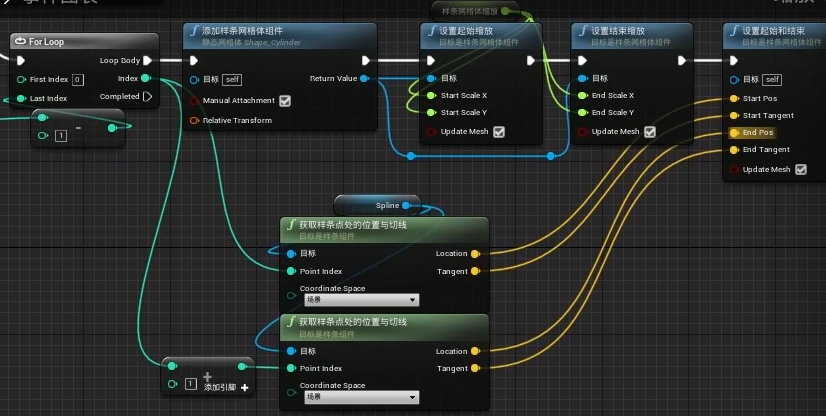 For Loop
Loop Body
First Index 0
Index
Last Index
Completed
1
-
添加样条网格体组件
静态网格体 Shape_Cylinder
目标 self
Return Value
Manual Attachment
Relative Transform
样条网格体缩放
设置起始缩放
目标是样条网格体组件
目标
Start Scale X
Start Scale Y
Update Mesh
设置结束缩放
目标是样条网格体组件
目标
End Scale X
End Scale Y
Update Mesh
设置起始和结束
目标是样条网格体组件
目标 self
Start Pos
Start Tangent
End Pos
End Tangent
Update Mesh
Spline
获取样条点处的位置与切线
目标是样条组件
目标
Location
Point Index
Tangent
Coordinate Space
场景
获取样条点处的位置与切线
目标是样条组件
目标
Location
Point Index
Tangent
Coordinate Space
场景
1
+
添加引脚 +